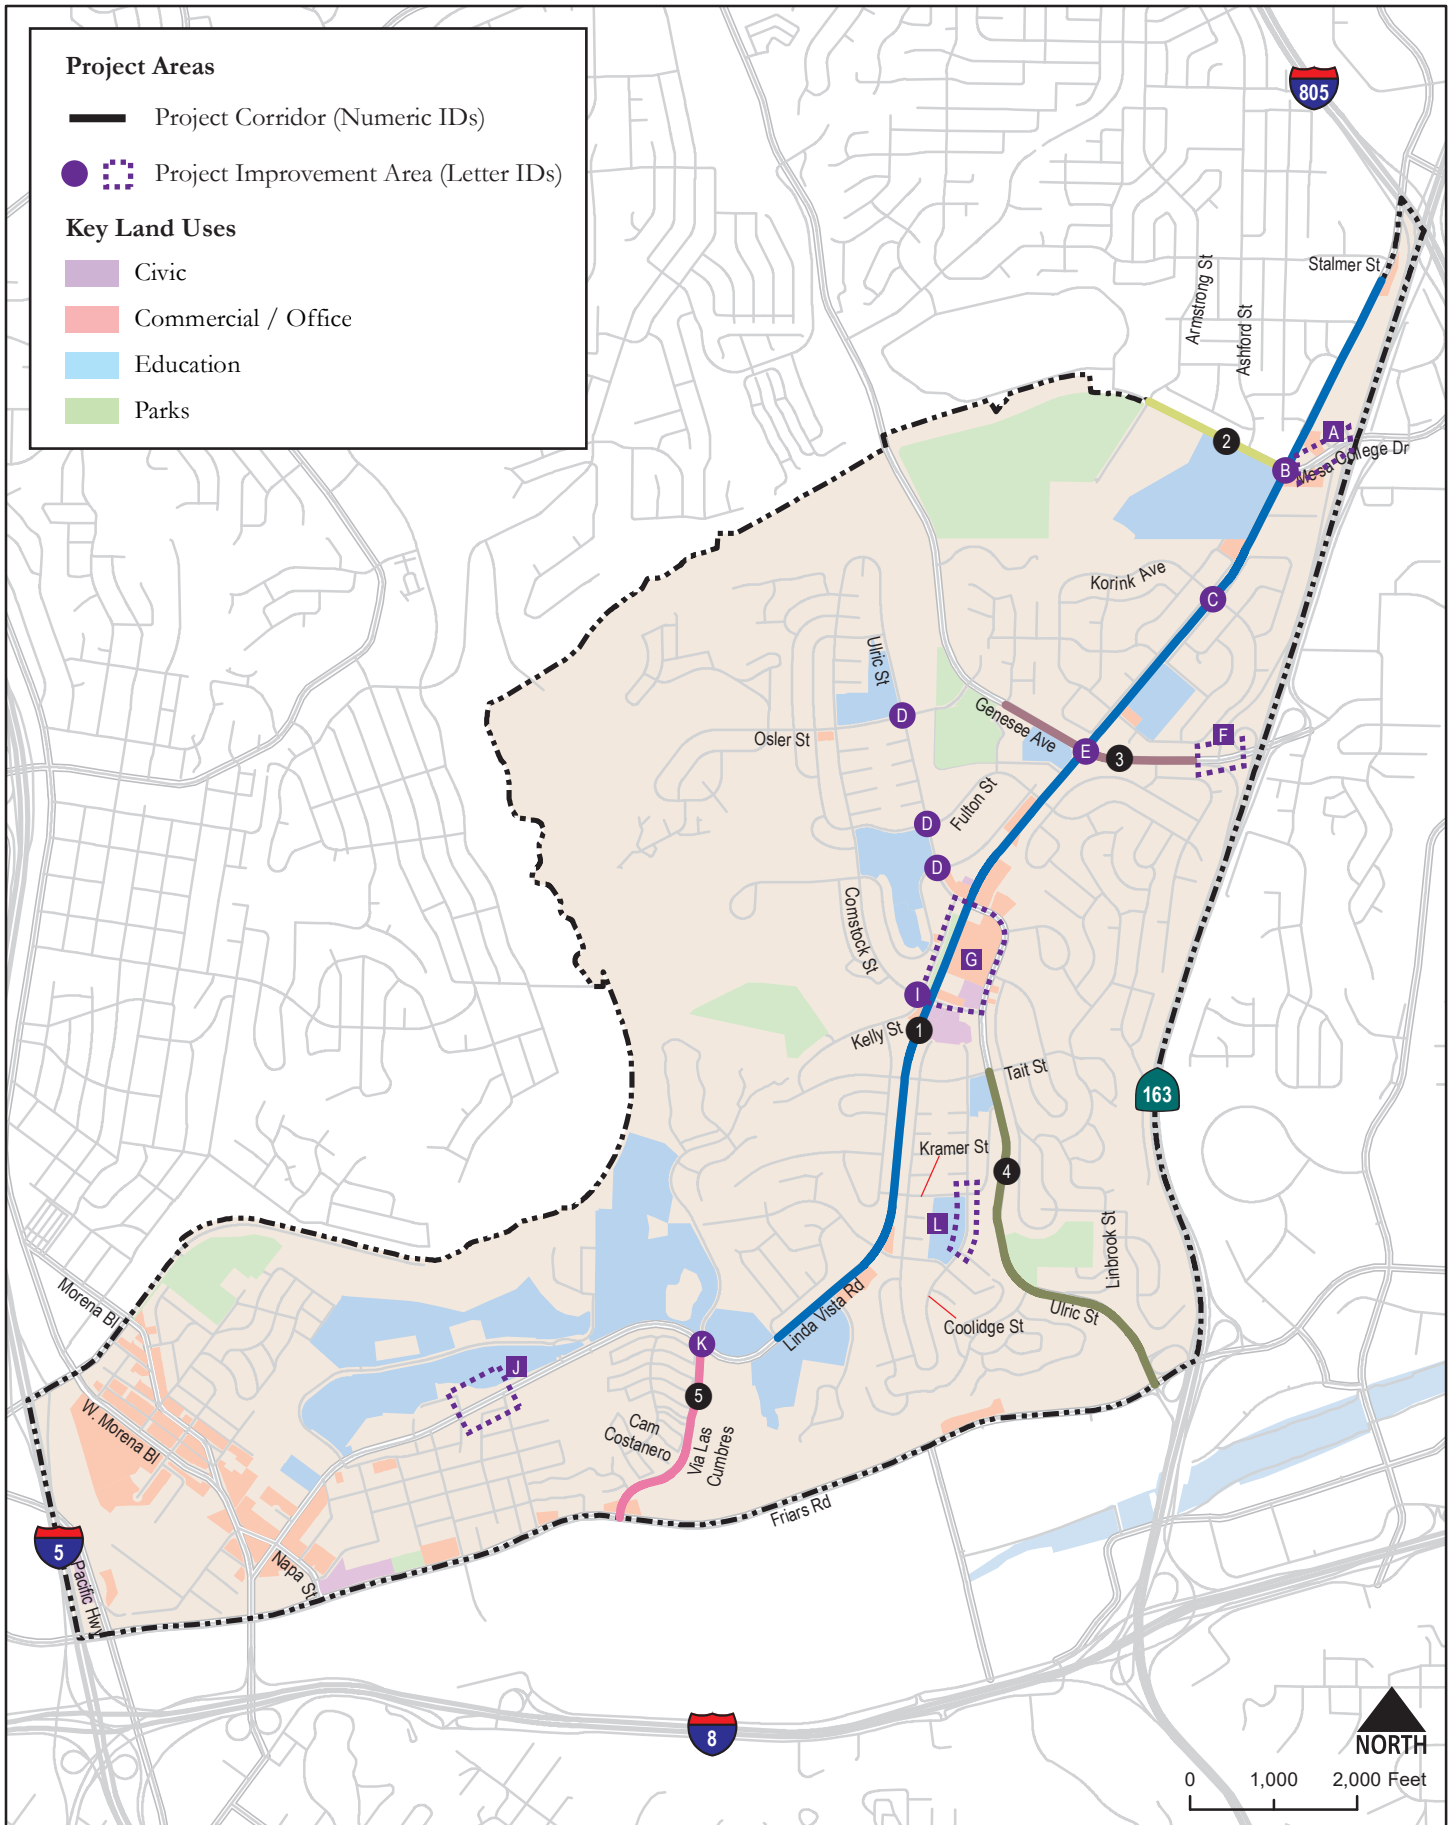 Project Areas
Project Corridor (Numeric IDs)
Project Improvement Area (Letter IDs)
Key Land Uses
Civic
Commercial / Office
Education
Parks
805
Stalmer St
Armstrong St
Ashford St
2
A
B
Mesa College Dr
Korink Ave
C
Ulric St
D
Genesee Ave
Osler St
E
3
F
Fulton St
D
D
Comstock St
G
I
Kelly St
1
Tait St
163
Kramer St
4
L
Linbrook St
Morena Bl
Linda Vista Rd
Ulric St
Coolidge St
K
J
5
W. Morena Bl
Cam
Costanero
Via Las
Cumbres
Friars Rd
5
Napa St
Pacific Hwy
8
NORTH
0 1,000 2,000 Feet